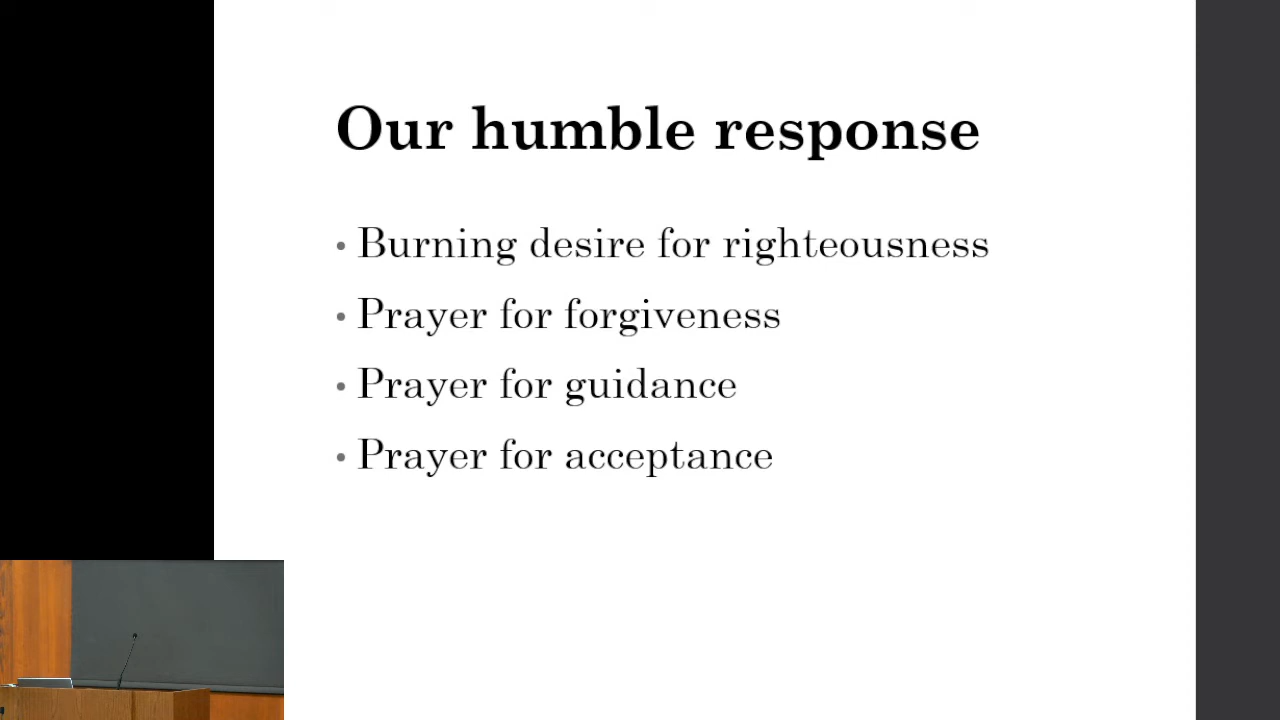 Our humble response
• Burning desire for righteousness
• Prayer for forgiveness
• Prayer for guidance
• Prayer for acceptance